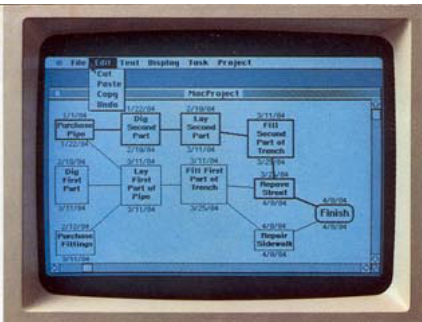 File Edit Text Display Task Project
Cut
Paste
Copy
Undo
MacProject
1/1/84
1/22/84
2/19/84
3/11/84
Purchase
Pipe
Dig
Second
Part
Lay
Second
Part
Fill
Second
Part of
Trench
1/22/84
2/19/84
3/11/84
3/25/84
2/19/84
3/11/84
3/11/84
3/25/84
Dig
First
Part
Lay
First
Part of
Pipe
Fill First
Part of
Trench
Repave
Street
3/11/84
3/11/84
3/25/84
4/8/84
4/8/84
Finish
4/8/84
2/12/84
Purchase
Fittings
3/11/84
Repair
Sidewalk
4/8/84